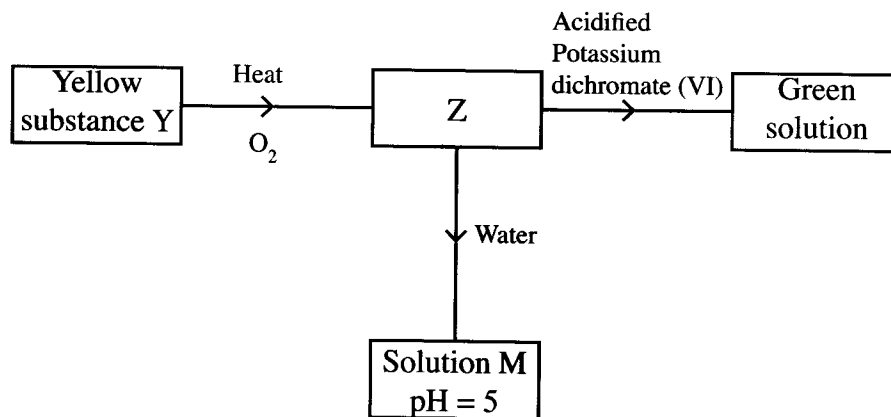 Yellow
substance Y
Heat
O₂
Z
Acidified
Potassium
dichromate (VI)
Green
solution
Water
Solution M
pH = 5